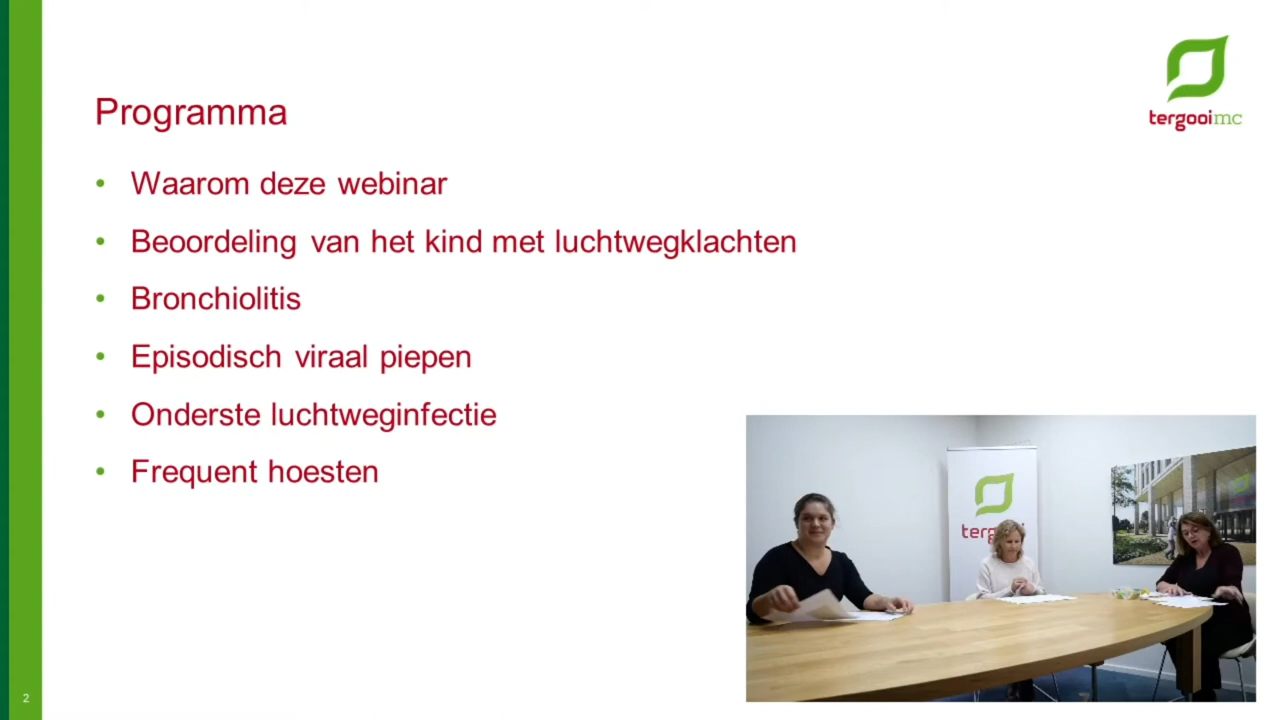 Programma
tergooimc
• Waarom deze webinar
• Beoordeling van het kind met luchtwegklachten
• Bronchiolitis
• Episodisch viraal piepen
• Onderste luchtweginfectie
• Frequent hoesten
2